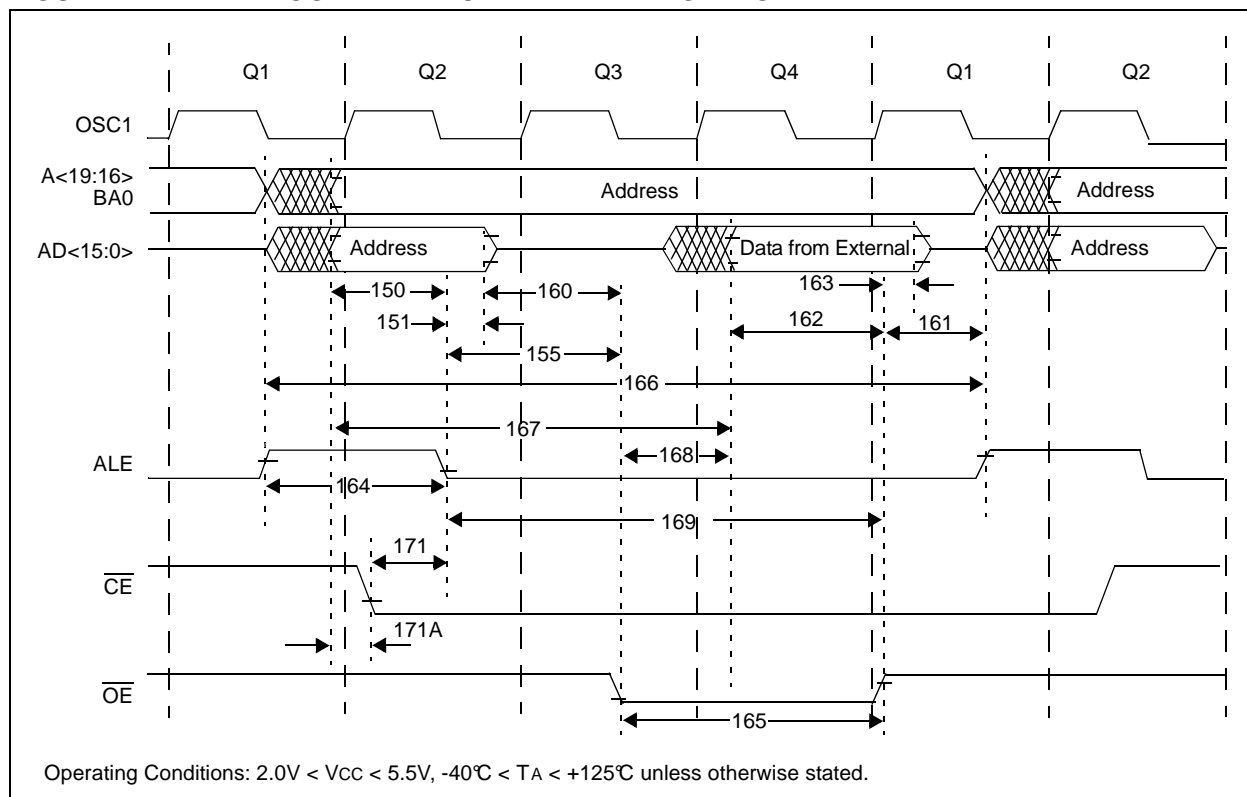 Q1 Q2 Q3 Q4 Q1 Q2
OSC1
A<19:16>
BA0
Address
Address
AD<15:0>
Address
Data from External
Address
150
160
163
151
162
161
155
166
167
ALE
168
164
169
171
CE
171A
OE
165
Operating Conditions: 2.0V < VCC < 5.5V, -40°C < TA < +125°C unless otherwise stated.